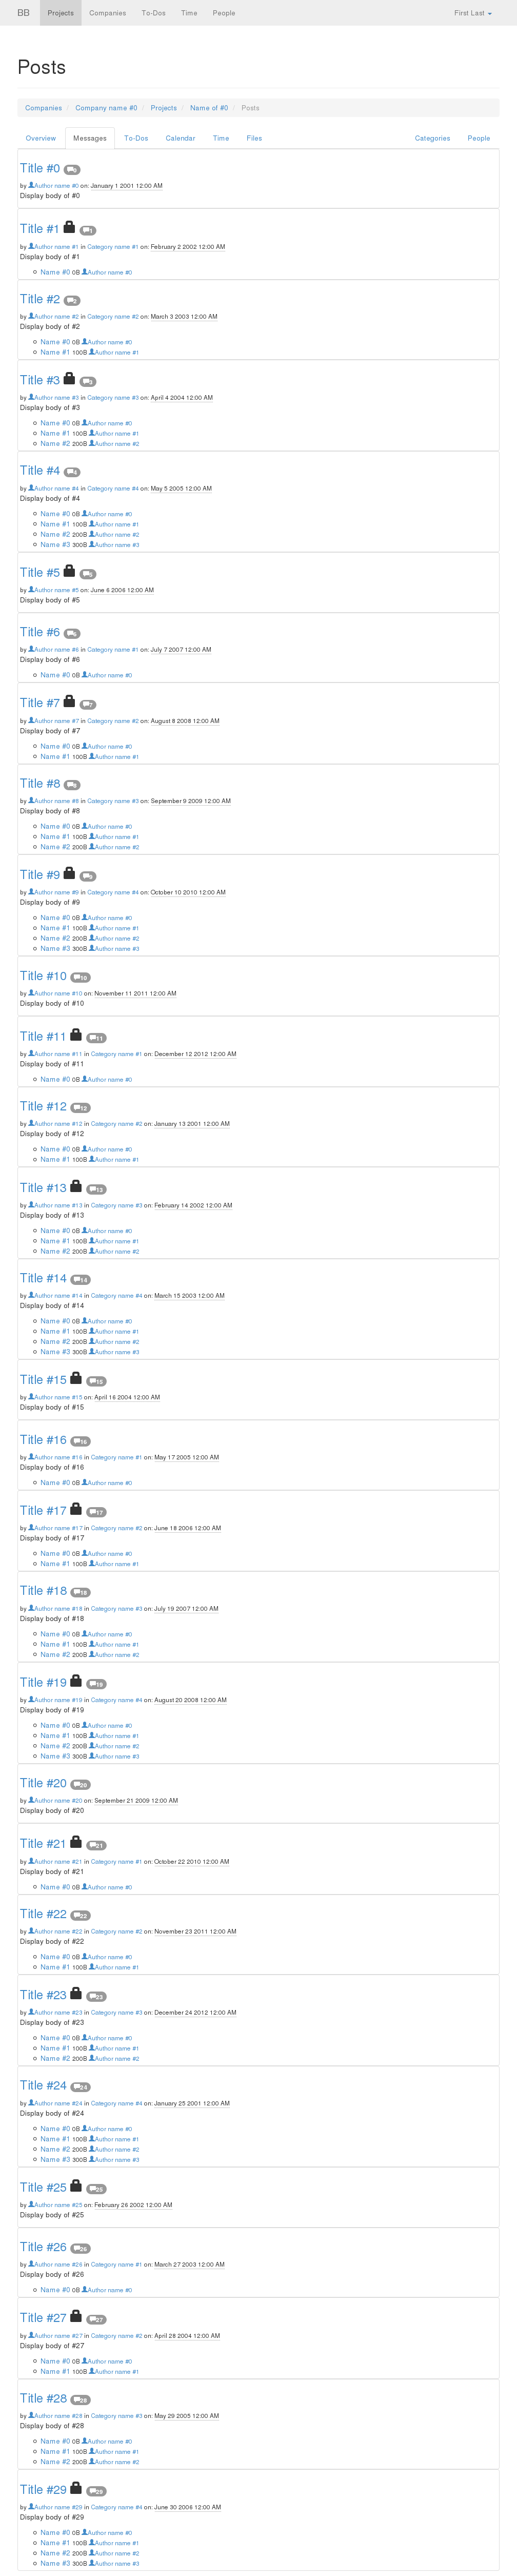 BB Projects Companies To-Dos Time People First Last
Posts
Companies / Company name #0 / Projects / Name of #0 / Posts
Overview Messages To-Dos Calendar Time Files Categories People
Title #0 0
by Author name #0 on: January 1 2001 12:00 AM
Display body of #0
Title #1 1
by Author name #1 in Category name #1 on: February 2 2002 12:00 AM
Display body of #1
Name #0 0B Author name #0
Title #2 2
by Author name #2 in Category name #2 on: March 3 2003 12:00 AM
Display body of #2
Name #0 0B Author name #0
Name #1 100B Author name #1
Title #3 3
by Author name #3 in Category name #3 on: April 4 2004 12:00 AM
Display body of #3
Name #0 0B Author name #0
Name #1 100B Author name #1
Name #2 200B Author name #2
Title #4 4
by Author name #4 in Category name #4 on: May 5 2005 12:00 AM
Display body of #4
Name #0 0B Author name #0
Name #1 100B Author name #1
Name #2 200B Author name #2
Name #3 300B Author name #3
Title #5 5
by Author name #5 on: June 6 2006 12:00 AM
Display body of #5
Title #6 6
by Author name #6 in Category name #1 on: July 7 2007 12:00 AM
Display body of #6
Name #0 0B Author name #0
Title #7 7
by Author name #7 in Category name #2 on: August 8 2008 12:00 AM
Display body of #7
Name #0 0B Author name #0
Name #1 100B Author name #1
Title #8 8
by Author name #8 in Category name #3 on: September 9 2009 12:00 AM
Display body of #8
Name #0 0B Author name #0
Name #1 100B Author name #1
Name #2 200B Author name #2
Title #9 9
by Author name #9 in Category name #4 on: October 10 2010 12:00 AM
Display body of #9
Name #0 0B Author name #0
Name #1 100B Author name #1
Name #2 200B Author name #2
Name #3 300B Author name #3
Title #10 10
by Author name #10 on: November 11 2011 12:00 AM
Display body of #10
Title #11 11
by Author name #11 in Category name #1 on: December 12 2012 12:00 AM
Display body of #11
Name #0 0B Author name #0
Title #12 12
by Author name #12 in Category name #2 on: January 13 2001 12:00 AM
Display body of #12
Name #0 0B Author name #0
Name #1 100B Author name #1
Title #13 13
by Author name #13 in Category name #3 on: February 14 2002 12:00 AM
Display body of #13
Name #0 0B Author name #0
Name #1 100B Author name #1
Name #2 200B Author name #2
Title #14 14
by Author name #14 in Category name #4 on: March 15 2003 12:00 AM
Display body of #14
Name #0 0B Author name #0
Name #1 100B Author name #1
Name #2 200B Author name #2
Name #3 300B Author name #3
Title #15 15
by Author name #15 on: April 16 2004 12:00 AM
Display body of #15
Title #16 16
by Author name #16 in Category name #1 on: May 17 2005 12:00 AM
Display body of #16
Name #0 0B Author name #0
Title #17 17
by Author name #17 in Category name #2 on: June 18 2006 12:00 AM
Display body of #17
Name #0 0B Author name #0
Name #1 100B Author name #1
Title #18 18
by Author name #18 in Category name #3 on: July 19 2007 12:00 AM
Display body of #18
Name #0 0B Author name #0
Name #1 100B Author name #1
Name #2 200B Author name #2
Title #19 19
by Author name #19 in Category name #4 on: August 20 2008 12:00 AM
Display body of #19
Name #0 0B Author name #0
Name #1 100B Author name #1
Name #2 200B Author name #2
Name #3 300B Author name #3
Title #20 20
by Author name #20 on: September 21 2009 12:00 AM
Display body of #20
Title #21 21
by Author name #21 in Category name #1 on: October 22 2010 12:00 AM
Display body of #21
Name #0 0B Author name #0
Title #22 22
by Author name #22 in Category name #2 on: November 23 2011 12:00 AM
Display body of #22
Name #0 0B Author name #0
Name #1 100B Author name #1
Title #23 23
by Author name #23 in Category name #3 on: December 24 2012 12:00 AM
Display body of #23
Name #0 0B Author name #0
Name #1 100B Author name #1
Name #2 200B Author name #2
Title #24 24
by Author name #24 in Category name #4 on: January 25 2001 12:00 AM
Display body of #24
Name #0 0B Author name #0
Name #1 100B Author name #1
Name #2 200B Author name #2
Name #3 300B Author name #3
Title #25 25
by Author name #25 on: February 26 2002 12:00 AM
Display body of #25
Title #26 26
by Author name #26 in Category name #1 on: March 27 2003 12:00 AM
Display body of #26
Name #0 0B Author name #0
Title #27 27
by Author name #27 in Category name #2 on: April 28 2004 12:00 AM
Display body of #27
Name #0 0B Author name #0
Name #1 100B Author name #1
Title #28 28
by Author name #28 in Category name #3 on: May 29 2005 12:00 AM
Display body of #28
Name #0 0B Author name #0
Name #1 100B Author name #1
Name #2 200B Author name #2
Title #29 29
by Author name #29 in Category name #4 on: June 30 2006 12:00 AM
Display body of #29
Name #0 0B Author name #0
Name #1 100B Author name #1
Name #2 200B Author name #2
Name #3 300B Author name #3